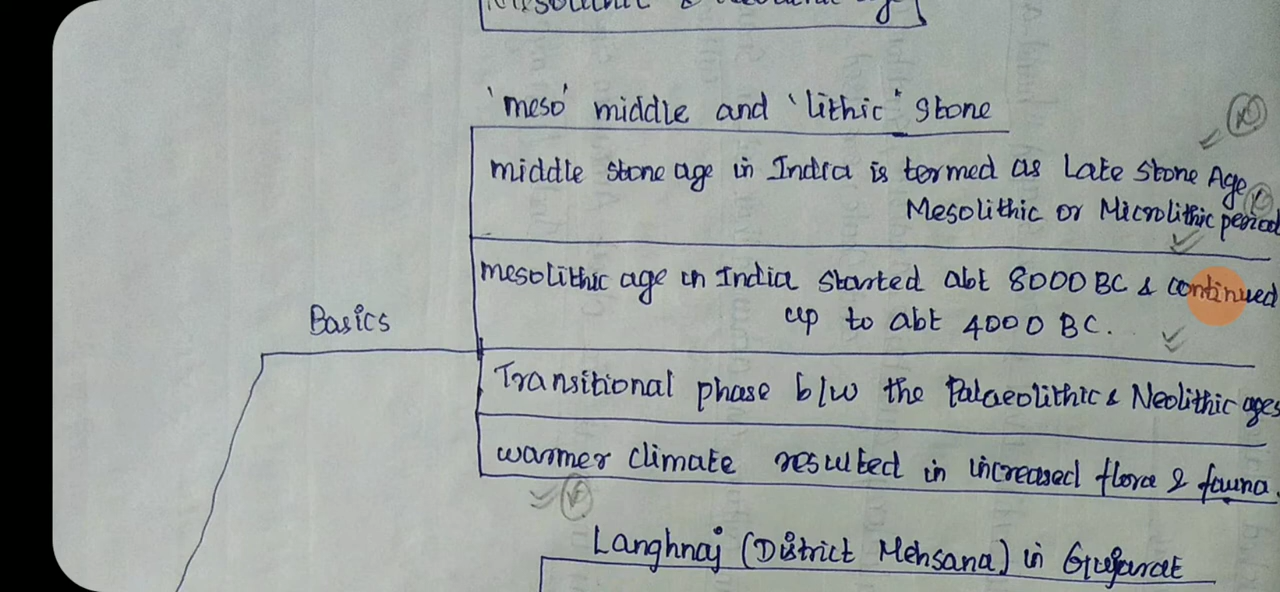 'meso' middle and 'lithic' stone
middle stone age in India is termed as Late Stone Age,
Mesolithic or Microlithic period
mesolithic age in India started abt 8000 BC & continued
up to abt 4000 BC.
Basics
Transitional phase b/w the Palaeolithic & Neolithic ages
warmer climate resulted in increased flora & fauna.
Langhnaj (District Mehsana) in Gujarat